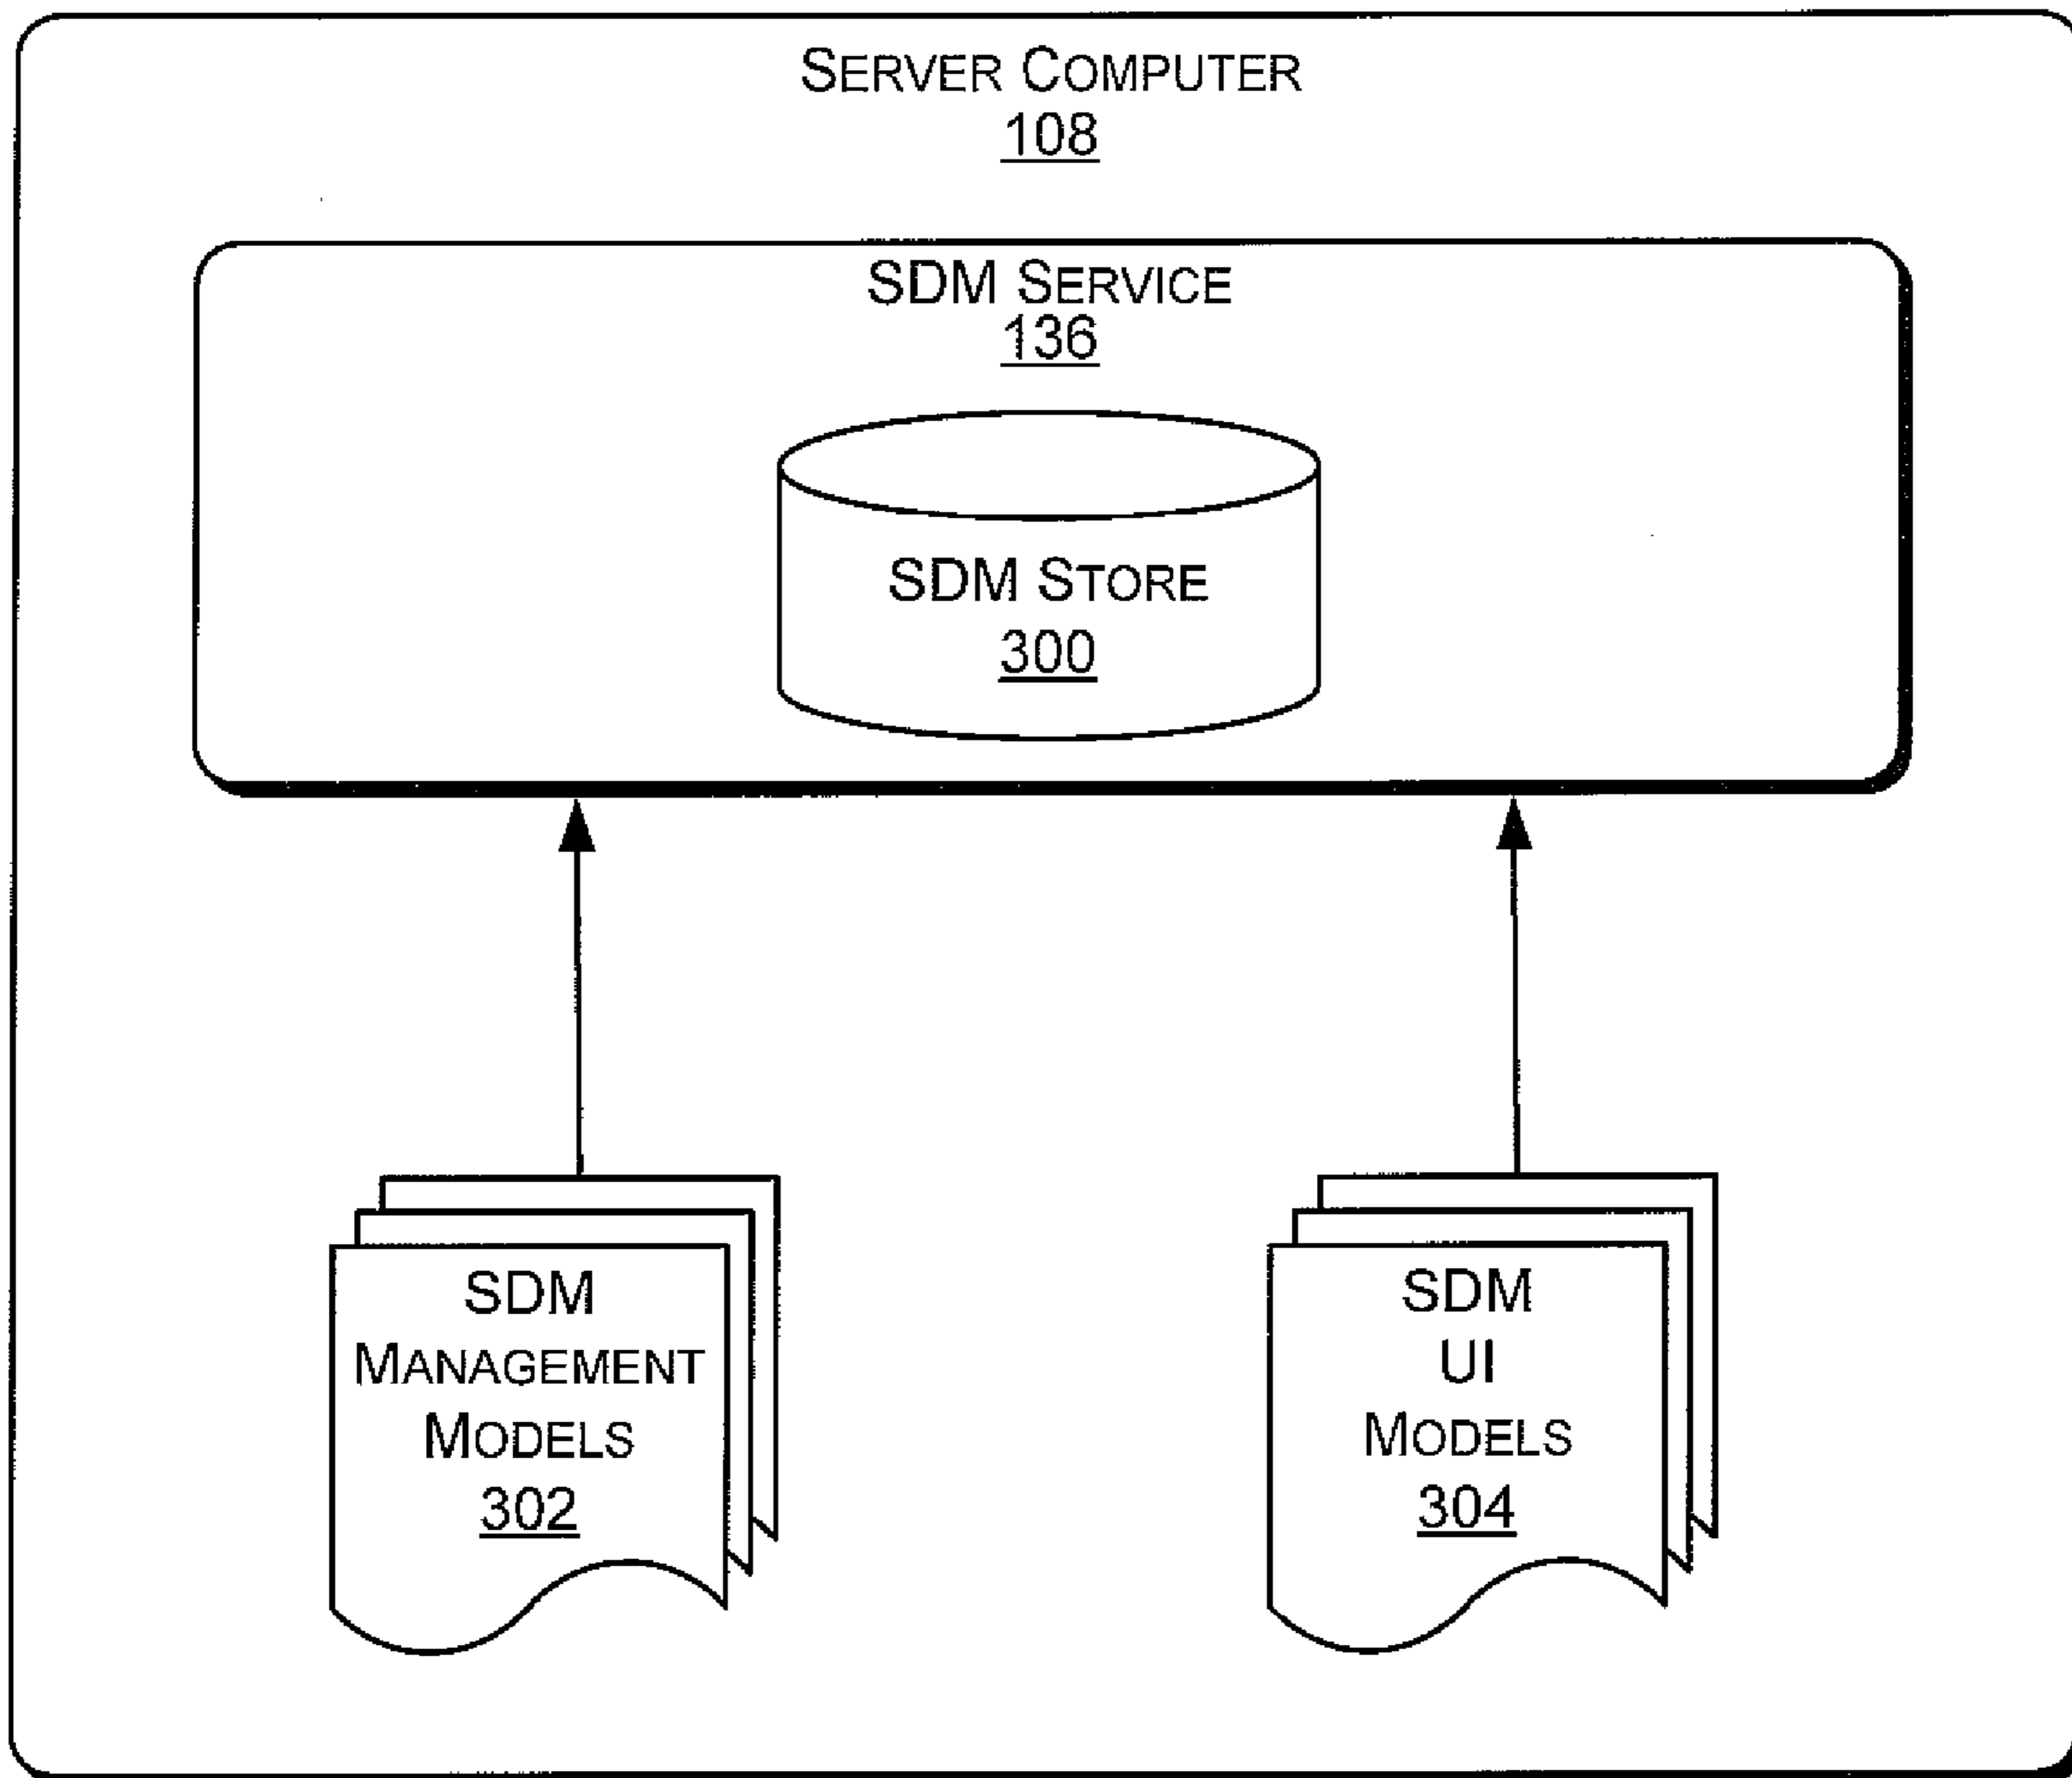 SERVER COMPUTER
108
SDM SERVICE
136
SDM STORE
300
SDM
MANAGEMENT
MODELS
302
SDM
UI
MODELS
304